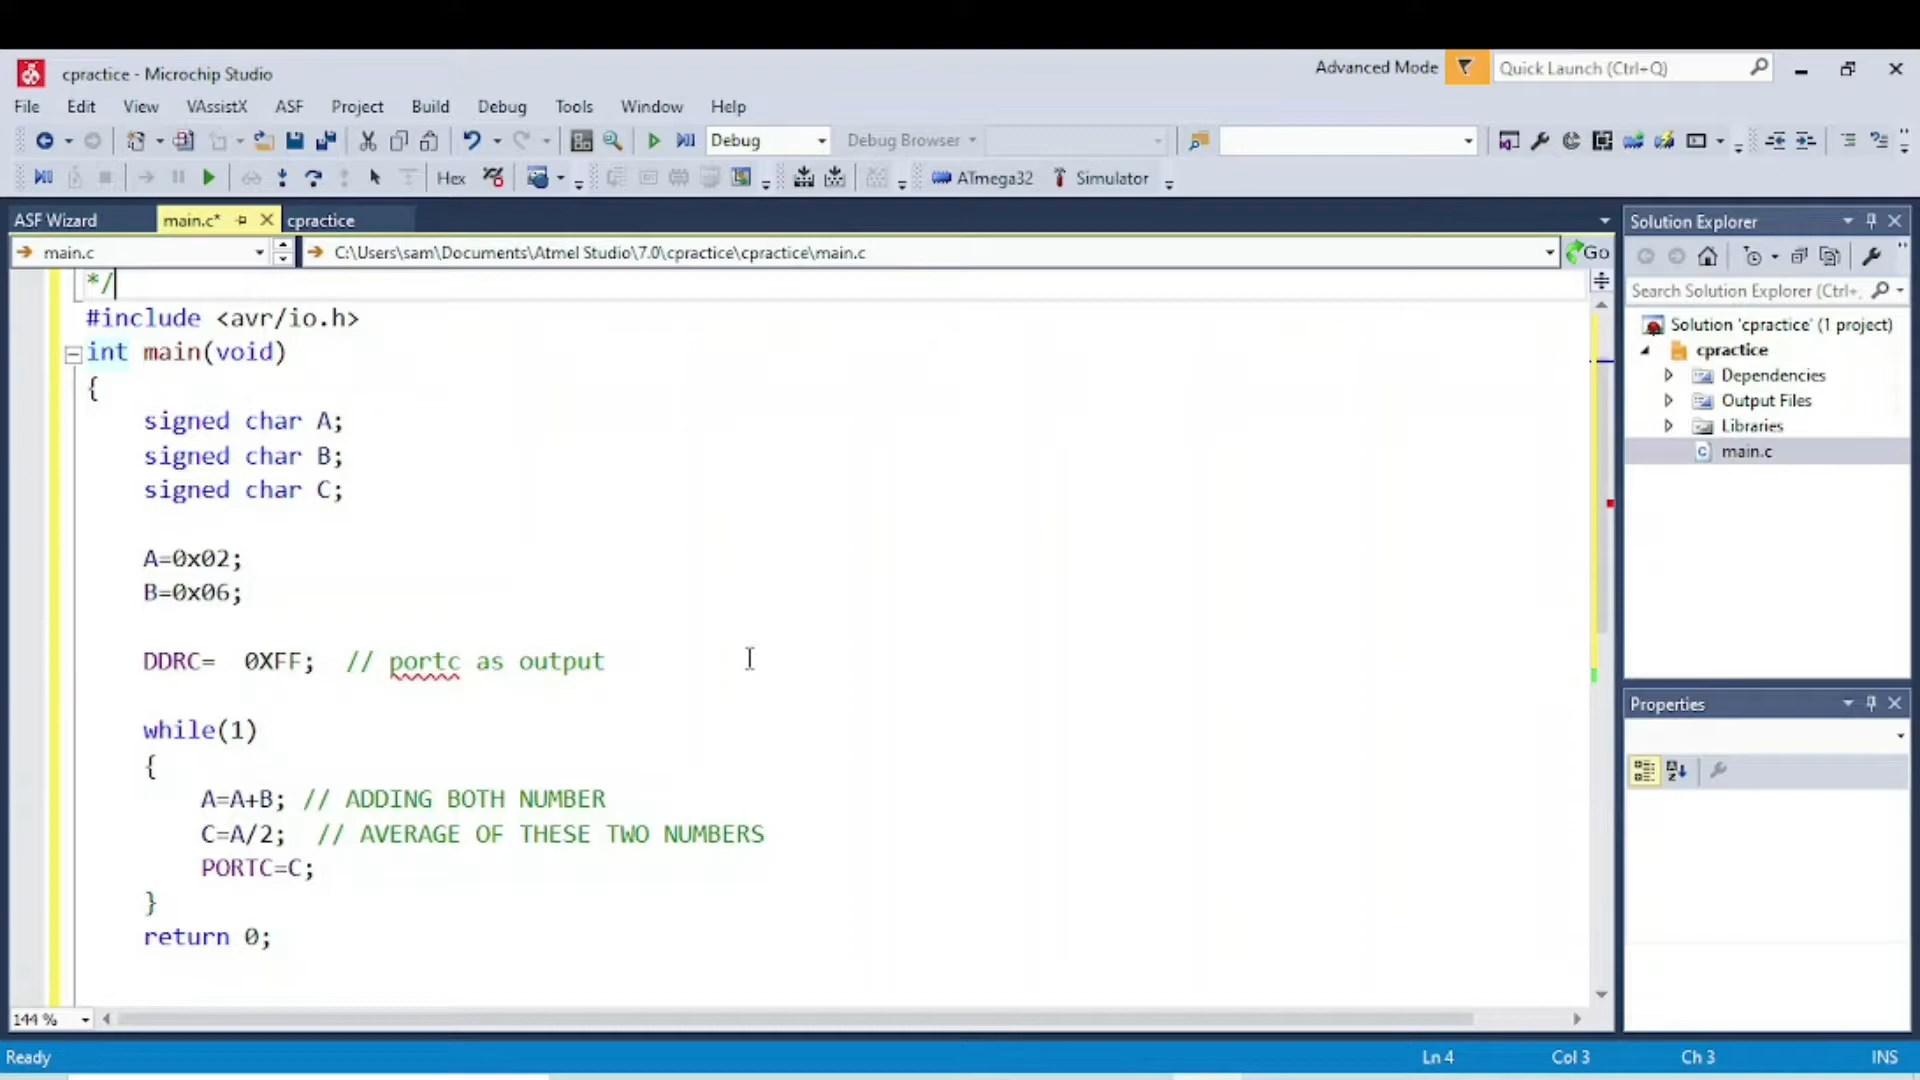 cpractice - Microchip Studio
Advanced Mode
Quick Launch (Ctrl+Q)
File Edit View VAssistX ASF Project Build Debug Tools Window Help
Debug
Debug Browser
Hex
ATmega32
Simulator
ASF Wizard
main.c*
cpractice
main.c
C:\Users\sam\Documents\Atmel Studio\7.0\cpractice\cpractice\main.c
Go
*/
#include <avr/io.h>
int main(void)
{
signed char A;
signed char B;
signed char C;
A=0x02;
B=0x06;
DDRC= 0XFF; // portc as output
while(1)
{
A=A+B; // ADDING BOTH NUMBER
C=A/2; // AVERAGE OF THESE TWO NUMBERS
PORTC=C;
}
return 0;
144 %
Solution Explorer
Search Solution Explorer (Ctrl+
Solution 'cpractice' (1 project)
cpractice
Dependencies
Output Files
Libraries
main.c
Properties
Ready
Ln 4
Col 3
Ch 3
INS